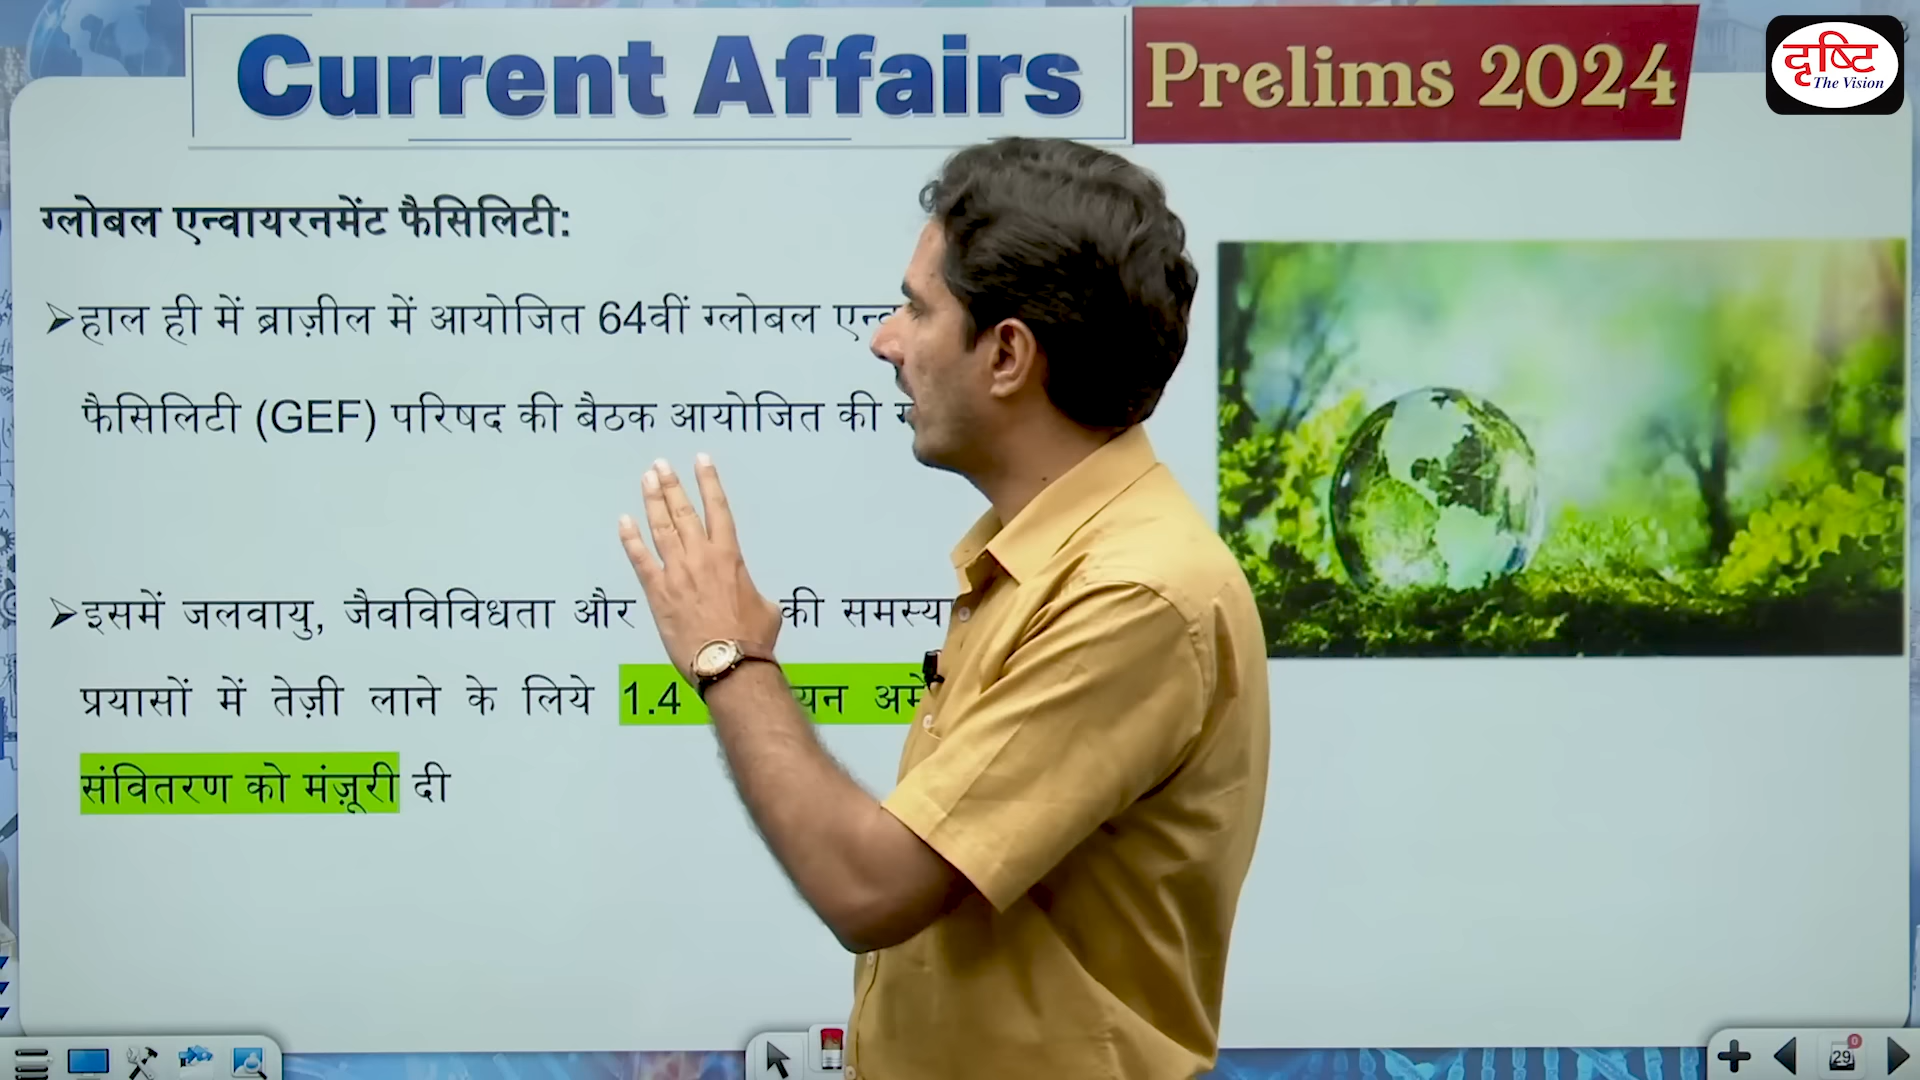 Current Affairs Prelims 2024
दृष्टि
The Vision
ग्लोबल एन्वायरनमेंट फैसिलिटी:
➤हाल ही में ब्राज़ील में आयोजित 64वीं ग्लोबल
फैसिलिटी (GEF) परिषद की बैठक आयोजित की
➤इसमें जलवायु, जैवविविधता और की
प्रयासों में तेज़ी लाने के लिये 1.4
संवितरण को मंज़ूरी दी
29
0